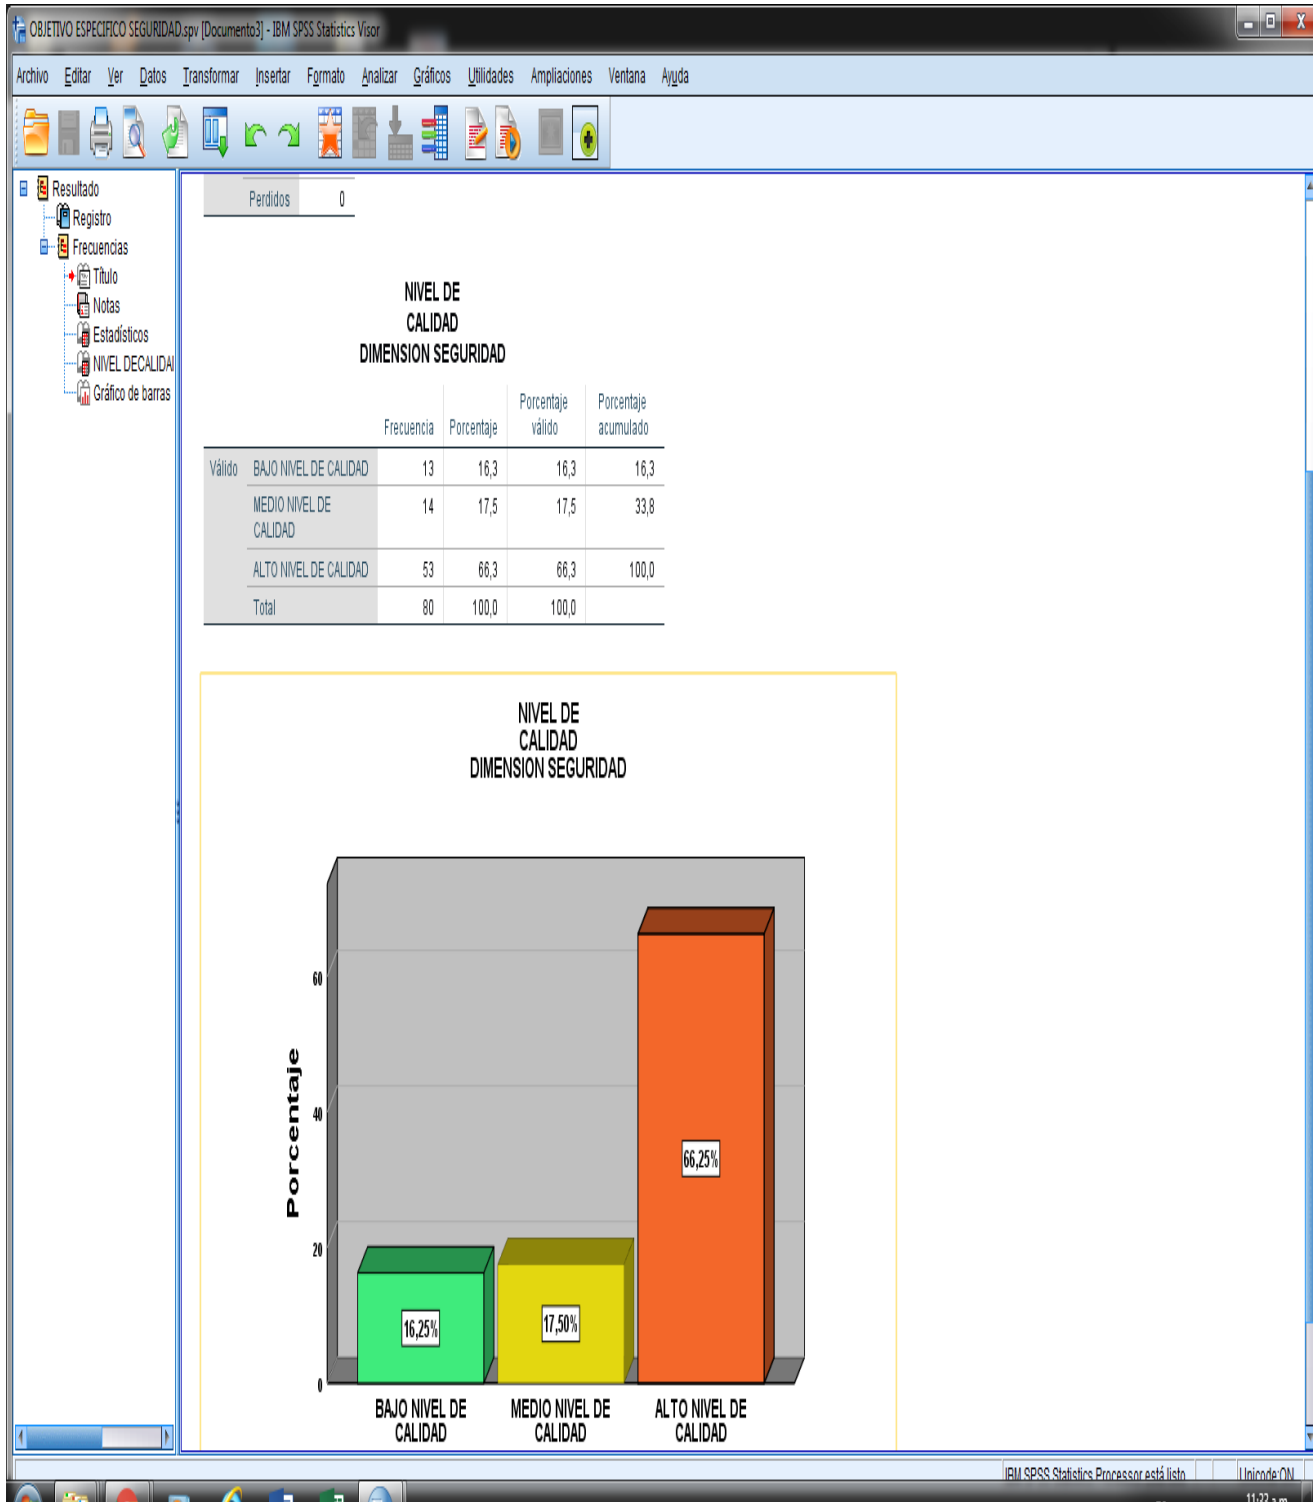 OBJETIVO ESPECIFICO SEGURIDAD.spv [Documento3] - IBM SPSS Statistics Visor
Archivo Editar Ver Datos Transformar Insertar Formato Analizar Gráficos Utilidades Ampliaciones Ventana Ayuda
Resultado
Registro
Frecuencias
Título
Notas
Estadísticos
NIVEL DECALIDAI
Gráfico de barras
Perdidos 0
NIVEL DE
CALIDAD
DIMENSION SEGURIDAD
Frecuencia Porcentaje Porcentaje válido Porcentaje acumulado
Válido BAJO NIVEL DE CALIDAD 13 16,3 16,3 16,3
MEDIO NIVEL DE CALIDAD 14 17,5 17,5 33,8
ALTO NIVEL DE CALIDAD 53 66,3 66,3 100,0
Total 80 100,0 100,0
NIVEL DE
CALIDAD
DIMENSION SEGURIDAD
Porcentaje
60
40
20
0
16,25%
17,50%
66,25%
BAJO NIVEL DE CALIDAD
MEDIO NIVEL DE CALIDAD
ALTO NIVEL DE CALIDAD
IBM SPSS Statistics Processor está listo Unicode:ON
11:22 a.m.